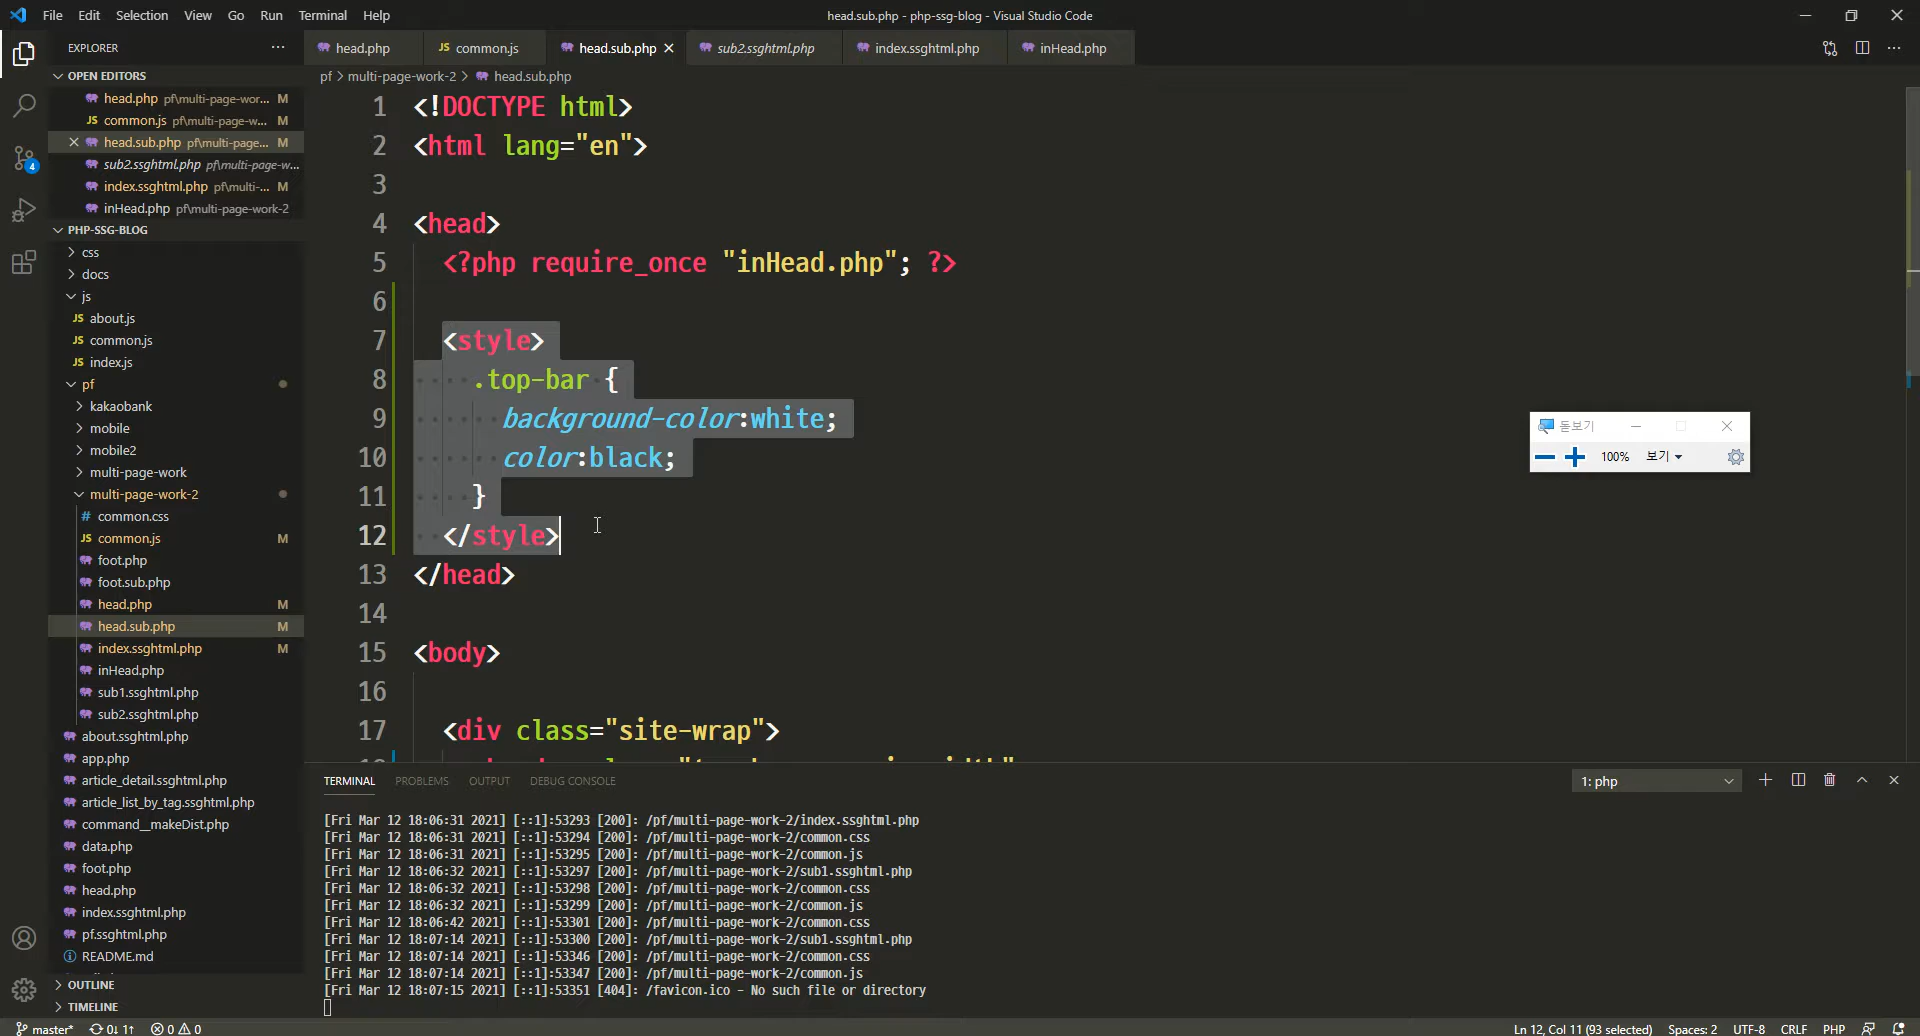 File Edit Selection View Go Run Terminal Help
head.sub.php - php-ssg-blog - Visual Studio Code
EXPLORER
OPEN EDITORS
head.php pf\multi-page-wor... M
common.js pf\multi-page-w... M
head.sub.php pf\multi-page... M
sub2.ssghtml.php pf\multi-page-w...
index.ssghtml.php pf\multi-... M
inHead.php pf\multi-page-work-2
PHP-SSG-BLOG
css
docs
js
JS about.js
JS common.js
JS index.js
pf
kakaobank
mobile
mobile2
multi-page-work
multi-page-work-2
# common.css
JS common.js M
foot.php
foot.sub.php
head.php M
head.sub.php M
index.ssghtml.php M
inHead.php
sub1.ssghtml.php
sub2.ssghtml.php
about.ssghtml.php
app.php
article_detail.ssghtml.php
article_list_by_tag.ssghtml.php
command__makeDist.php
data.php
foot.php
head.php
index.ssghtml.php
pf.ssghtml.php
README.md
OUTLINE
TIMELINE
head.php JS common.js head.sub.php sub2.ssghtml.php index.ssghtml.php inHead.php
pf > multi-page-work-2 > head.sub.php
1 <!DOCTYPE html>
2 <html lang="en">
3
4 <head>
5 <?php require_once "inHead.php"; ?>
6
7 <style>
8 .top-bar {
9 background-color:white;
10 color:black;
11 }
12 </style>
13 </head>
14
15 <body>
16
17 <div class="site-wrap">
돋보기
100% 보기
TERMINAL PROBLEMS OUTPUT DEBUG CONSOLE
1: php
[Fri Mar 12 18:06:31 2021] [::1]:53293 [200]: /pf/multi-page-work-2/index.ssghtml.php
[Fri Mar 12 18:06:31 2021] [::1]:53294 [200]: /pf/multi-page-work-2/common.css
[Fri Mar 12 18:06:31 2021] [::1]:53295 [200]: /pf/multi-page-work-2/common.js
[Fri Mar 12 18:06:32 2021] [::1]:53297 [200]: /pf/multi-page-work-2/sub1.ssghtml.php
[Fri Mar 12 18:06:32 2021] [::1]:53298 [200]: /pf/multi-page-work-2/common.css
[Fri Mar 12 18:06:32 2021] [::1]:53299 [200]: /pf/multi-page-work-2/common.js
[Fri Mar 12 18:06:42 2021] [::1]:53301 [200]: /pf/multi-page-work-2/common.css
[Fri Mar 12 18:07:14 2021] [::1]:53300 [200]: /pf/multi-page-work-2/sub1.ssghtml.php
[Fri Mar 12 18:07:14 2021] [::1]:53346 [200]: /pf/multi-page-work-2/common.css
[Fri Mar 12 18:07:14 2021] [::1]:53347 [200]: /pf/multi-page-work-2/common.js
[Fri Mar 12 18:07:15 2021] [::1]:53351 [404]: /favicon.ico - No such file or directory
4
master* 0↓ 1↑ 0 0
Ln 12, Col 11 (93 selected) Spaces: 2 UTF-8 CRLF PHP